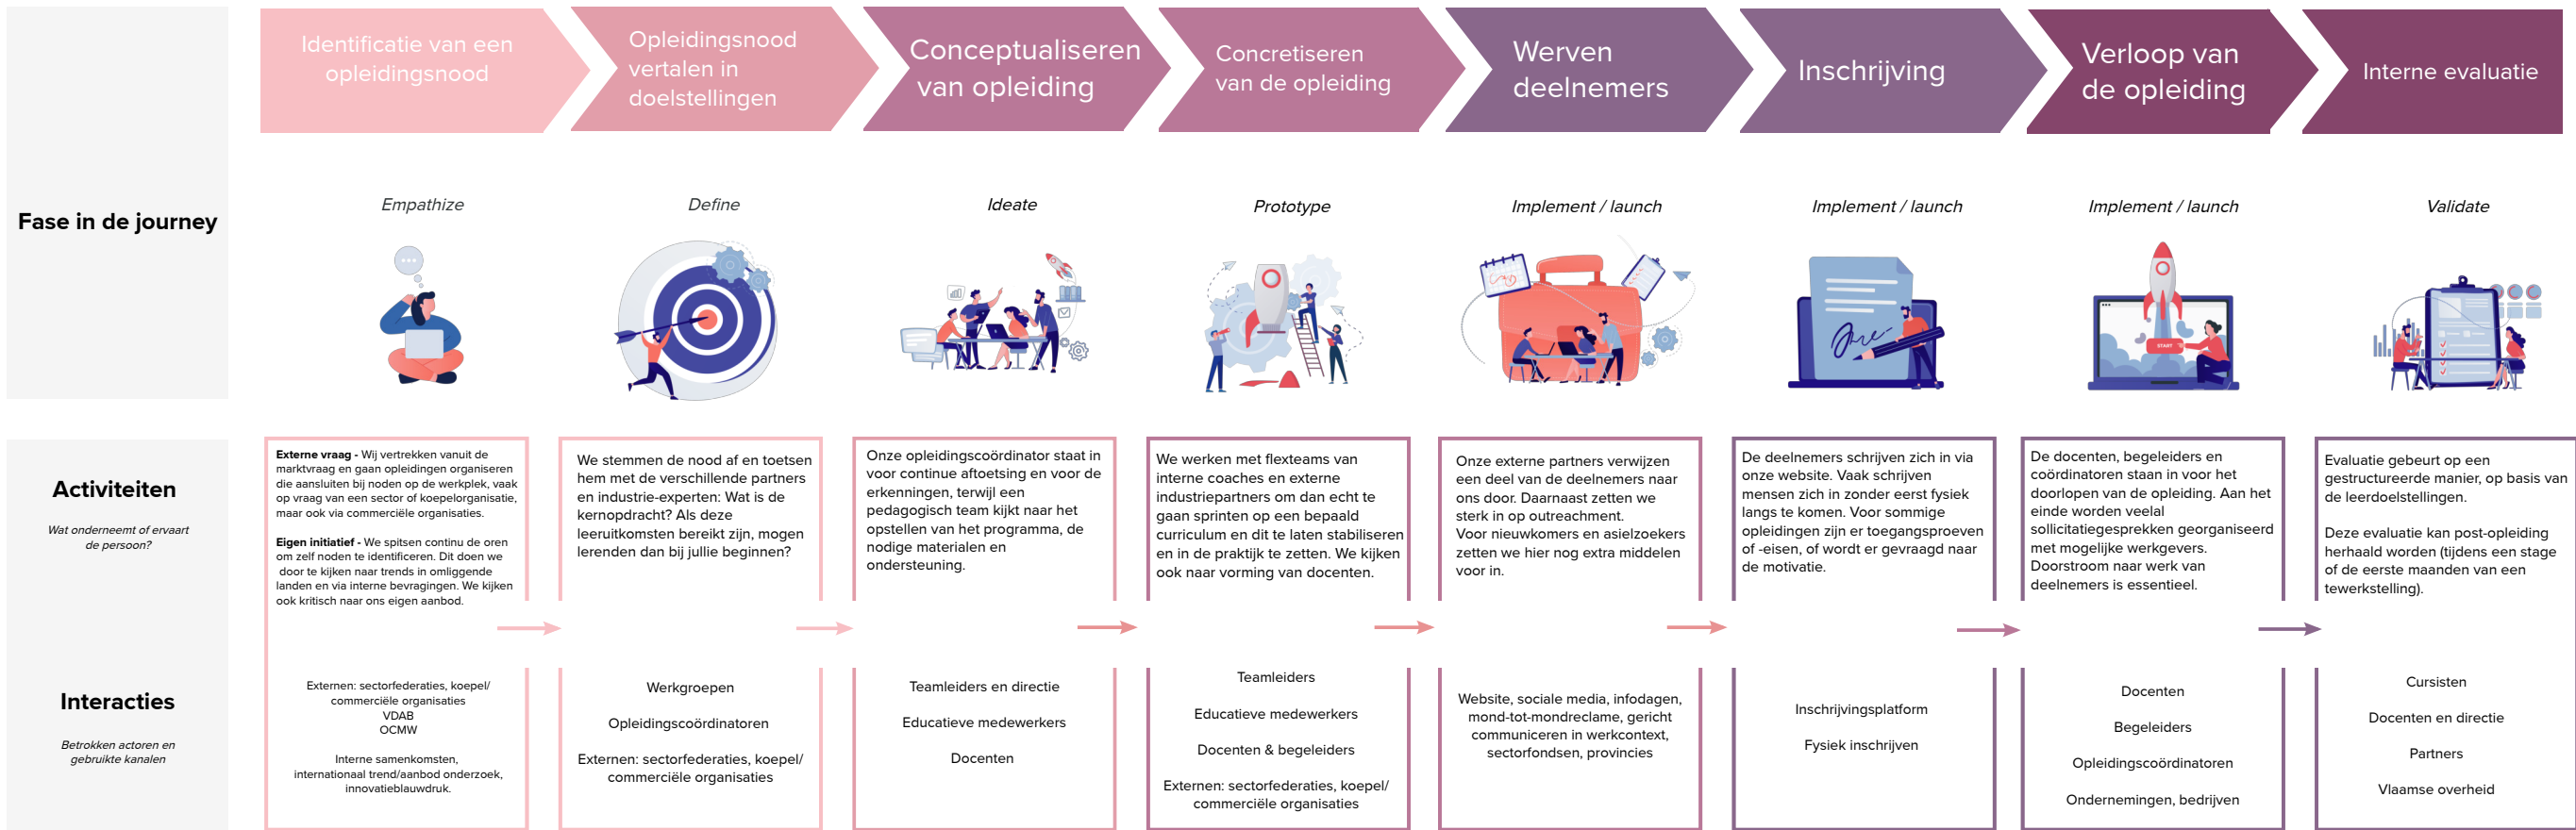 Identificatie van een
opleidingsnood
Opleidingsnood
vertalen in
doelstellingen
Conceptualiseren
van opleiding
Concretiseren
van de opleiding
Werven
deelnemers
Inschrijving
Verloop van
de opleiding
Interne evaluatie
Fase in de journey
Empathize
Define
Ideate
Prototype
Implement / launch
Implement / launch
Implement / launch
Validate
START
Activiteiten
Wat onderneemt of ervaart
de persoon?
Externe vraag - Wij vertrekken vanuit de
marktvraag en gaan opleidingen organiseren
die aansluiten bij noden op de werkplek, vaak
op vraag van een sector of koepelorganisatie,
maar ook via commerciële organisaties.
Eigen initiatief - We spitsen continu de oren
om zelf noden te identificeren. Dit doen we
door te kijken naar trends in omliggende
landen en via interne bevragingen. We kijken
ook kritisch naar ons eigen aanbod.
We stemmen de nood af en toetsen
hem met de verschillende partners
en industrie-experten: Wat is de
kernopdracht? Als deze
leeruitkomsten bereikt zijn, mogen
lerenden dan bij jullie beginnen?
Onze opleidingscoördinator staat in
voor continue aftoetsing en voor de
erkenningen, terwijl een
pedagogisch team kijkt naar het
opstellen van het programma, de
nodige materialen en
ondersteuning.
We werken met flexteams van
interne coaches en externe
industriepartners om dan echt te
gaan sprinten op een bepaald
curriculum en dit te laten stabiliseren
en in de praktijk te zetten. We kijken
ook naar vorming van docenten.
Onze externe partners verwijzen
een deel van de deelnemers naar
ons door. Daarnaast zetten we
sterk in op outreachment.
Voor nieuwkomers en asielzoekers
zetten we hier nog extra middelen
voor in.
De deelnemers schrijven zich in via
onze website. Vaak schrijven
mensen zich in zonder eerst fysiek
langs te komen. Voor sommige
opleidingen zijn er toegangsproeven
of -eisen, of wordt er gevraagd naar
de motivatie.
De docenten, begeleiders en
coördinatoren staan in voor het
doorlopen van de opleiding. Aan het
einde worden veelal
sollicitatiegesprekken georganiseerd
met mogelijke werkgevers.
Doorstroom naar werk van
deelnemers is essentieel.
Evaluatie gebeurt op een
gestructureerde manier, op basis van
de leerdoelstellingen.
Deze evaluatie kan post-opleiding
herhaald worden (tijdens een stage
of de eerste maanden van een
tewerkstelling).
Interacties
Betrokken actoren en
gebruikte kanalen
Externen: sectorfederaties, koepel/
commerciële organisaties
VDAB
OCMW
Interne samenkomsten,
internationaal trend/aanbod onderzoek,
innovatieblauwdruk.
Werkgroepen
Opleidingscoördinatoren
Externen: sectorfederaties, koepel/
commerciële organisaties
Teamleiders en directie
Educatieve medewerkers
Docenten
Teamleiders
Educatieve medewerkers
Docenten & begeleiders
Externen: sectorfederaties, koepel/
commerciële organisaties
Website, sociale media, infodagen,
mond-tot-mondreclame, gericht
communiceren in werkcontext,
sectorfondsen, provincies
Inschrijvingsplatform
Fysiek inschrijven
Docenten
Begeleiders
Opleidingscoördinatoren
Ondernemingen, bedrijven
Cursisten
Docenten en directie
Partners
Vlaamse overheid